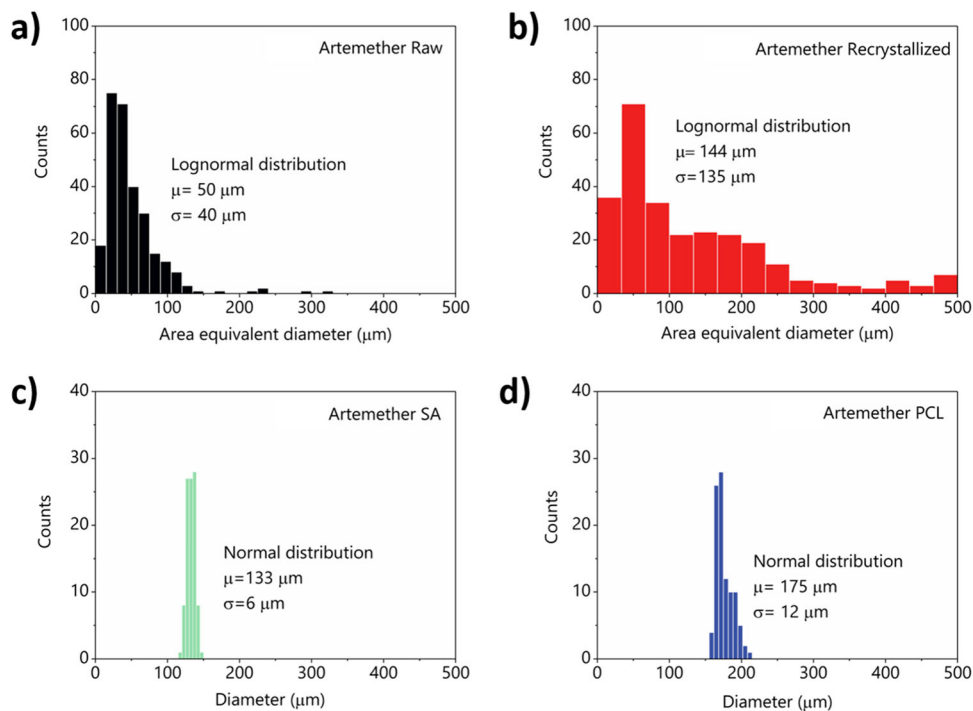 a)
Artemether Raw
100
80
60
40
20
0
Counts
Lognormal distribution
μ= 50 μm
σ= 40 μm
0 100 200 300 400 500
Area equivalent diameter (μm)
b)
Artemether Recrystallized
100
80
60
40
20
0
Counts
Lognormal distribution
μ= 144 μm
σ=135 μm
0 100 200 300 400 500
Area equivalent diameter (μm)
c)
Artemether SA
40
30
20
10
0
Counts
Normal distribution
μ=133 μm
σ=6 μm
0 100 200 300 400 500
Diameter (μm)
d)
Artemether PCL
40
30
20
10
0
Counts
Normal distribution
μ= 175 μm
σ= 12 μm
0 100 200 300 400 500
Diameter (μm)